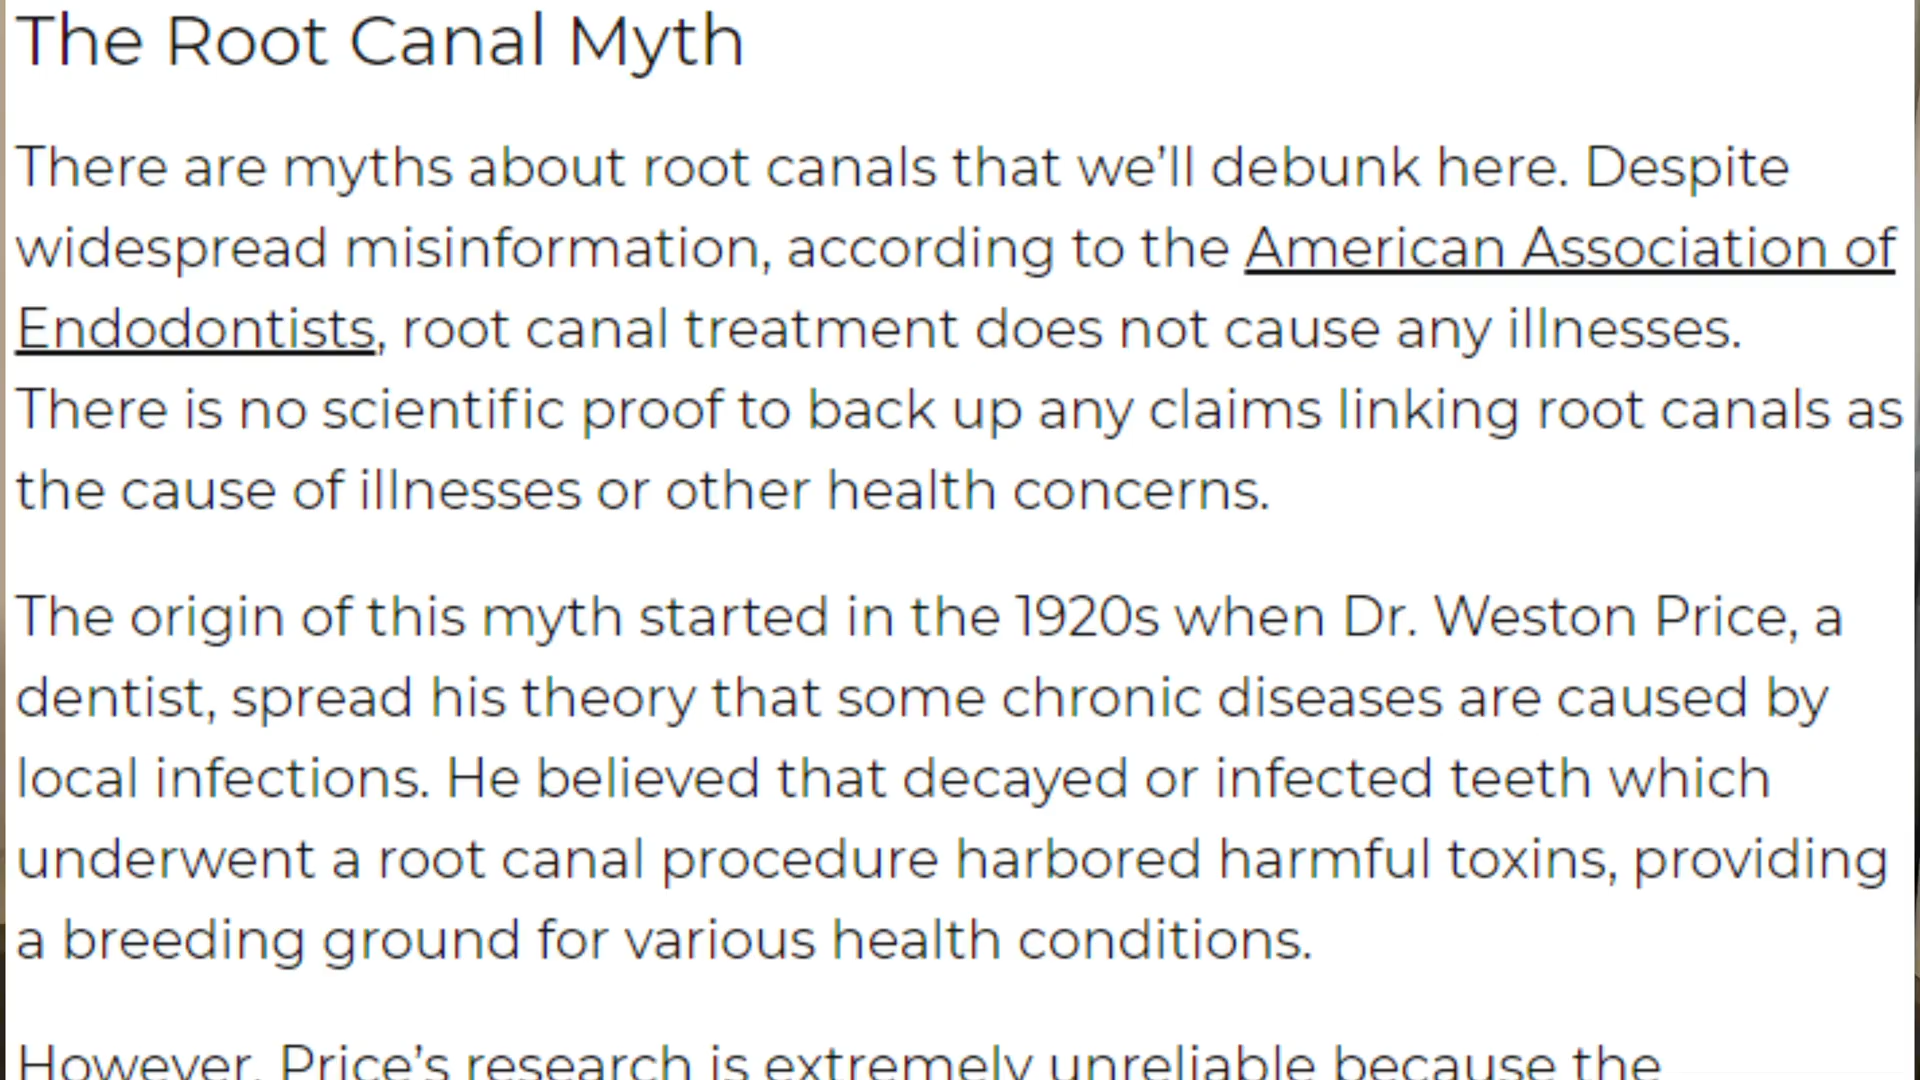 The Root Canal Myth
There are myths about root canals that we’ll debunk here. Despite
widespread misinformation, according to the American Association of
Endodontists, root canal treatment does not cause any illnesses.
There is no scientific proof to back up any claims linking root canals as
the cause of illnesses or other health concerns.
The origin of this myth started in the 1920s when Dr. Weston Price, a
dentist, spread his theory that some chronic diseases are caused by
local infections. He believed that decayed or infected teeth which
underwent a root canal procedure harbored harmful toxins, providing
a breeding ground for various health conditions.
However, Price’s research is extremely unreliable because the